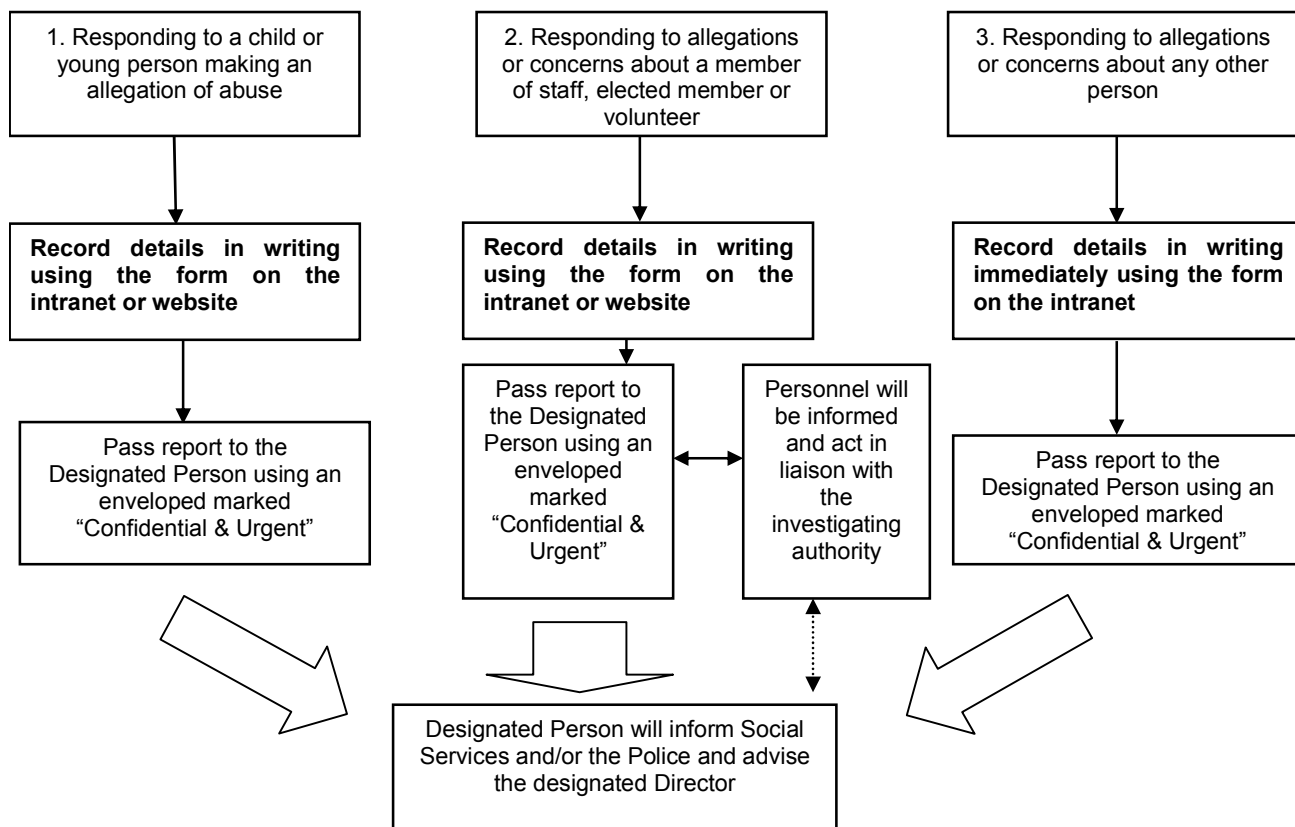 1. Responding to a child or
young person making an
allegation of abuse
2. Responding to allegations
or concerns about a
member
of staff, elected member or
volunteer
3. Responding to allegations
or concerns about any other
person
Record details in writing
using the form on the
intranet or website
Record details in writing
using the form on the
intranet or website
Record details in writing
immediately using the form
on the intranet
Pass report to the
Designated Person using an
enveloped marked
“Confidential & Urgent”
Pass report to
the Designated
Person using an
enveloped
marked
“Confidential &
Urgent”
Personnel will
be informed
and act in
liaison with
the
investigating
authority
Pass report to the
Designated Person using an
enveloped marked
“Confidential & Urgent”
Designated Person will inform Social
Services and/or the Police and advise
the designated Director